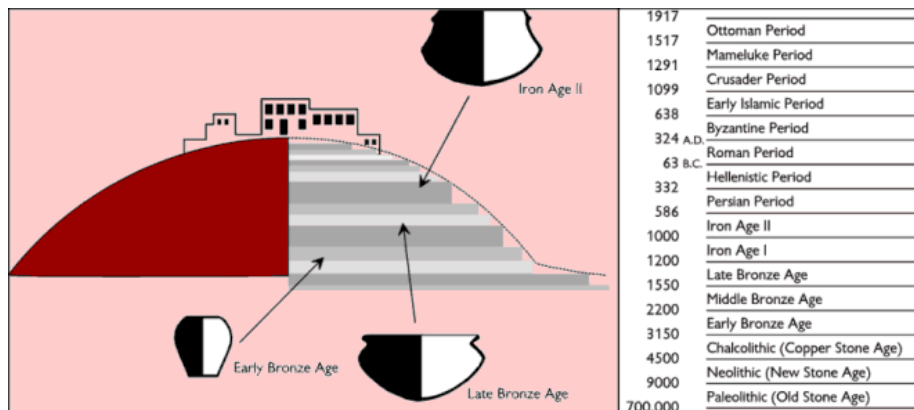 Iron Age II
Early Bronze Age
Late Bronze Age
1917
Ottoman Period
1517
Mameluke Period
1291
Crusader Period
1099
Early Islamic Period
638
Byzantine Period
324 A.D.
Roman Period
63 B.C.
Hellenistic Period
332
Persian Period
586
Iron Age II
1000
Iron Age I
1200
Late Bronze Age
1550
Middle Bronze Age
2200
Early Bronze Age
3150
Chalcolithic (Copper Stone Age)
4500
Neolithic (New Stone Age)
9000
Paleolithic (Old Stone Age)
700,000